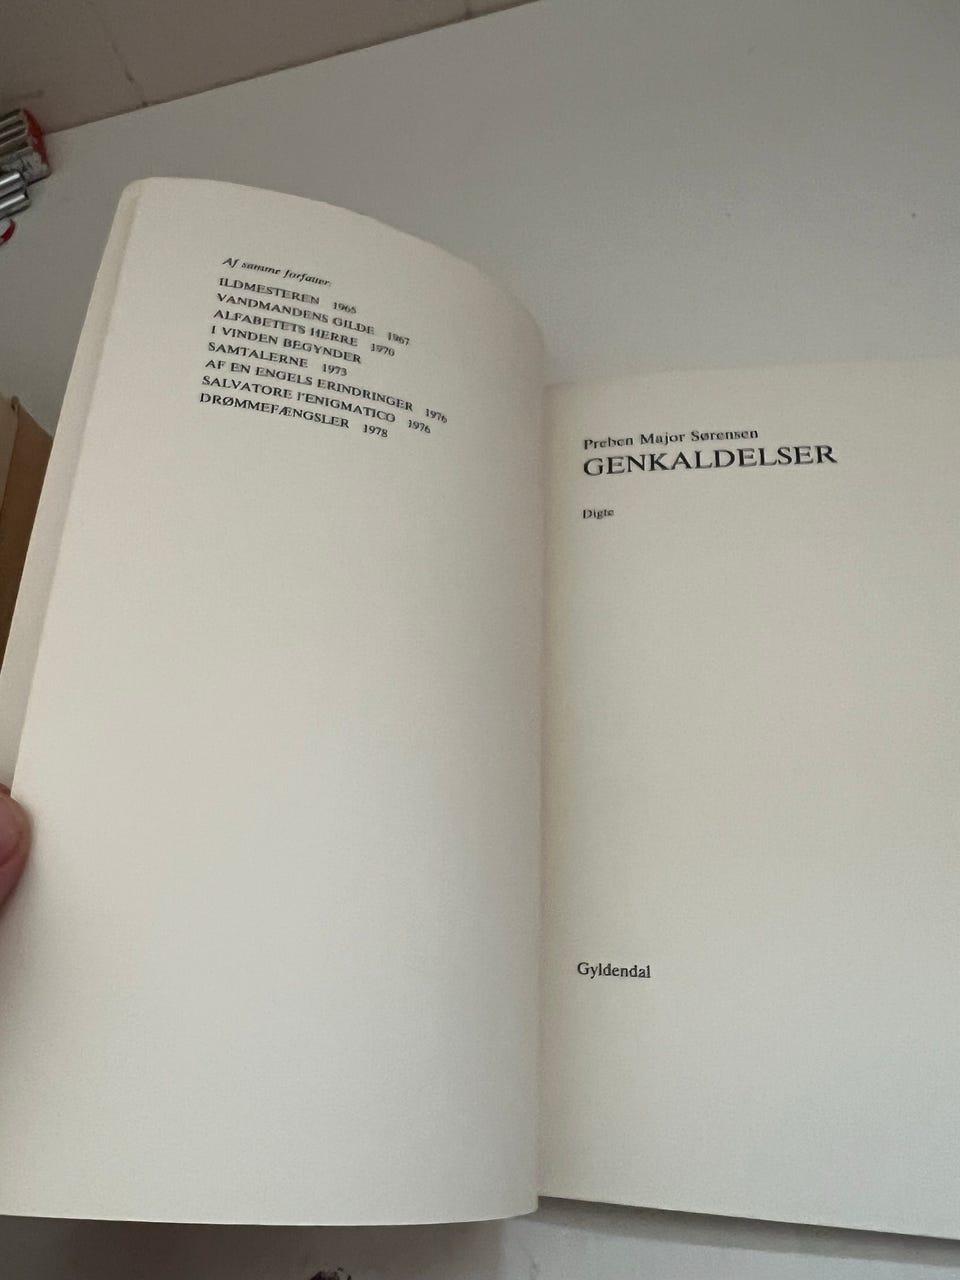 Af samme forfatter:
ILDMESTEREN 1965
VANDMANDENS GILDE 1967
ALFABETETS HERRE 1970
I VINDEN BEGYNDER
SAMTALERNE 1973
AF EN ENGELS ERINDRINGER 1976
SALVATORE l'ENIGMATICO 1976
DRØMMEFÆNGSLER 1978
Preben Major Sørensen
GENKALDELSER
Digte
Gyldendal